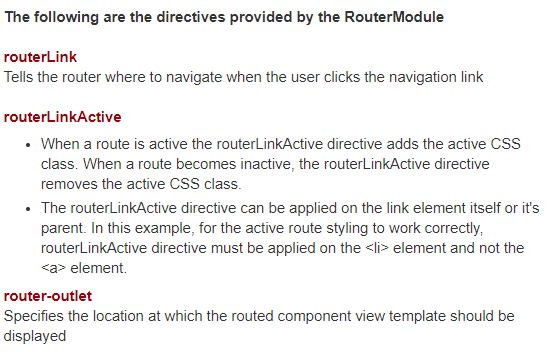 The following are the directives provided by the RouterModule
routerLink
Tells the router where to navigate when the user clicks the navigation link
routerLinkActive
• When a route is active the routerLinkActive directive adds the active CSS
class. When a route becomes inactive, the routerLinkActive directive
removes the active CSS class.
• The routerLinkActive directive can be applied on the link element itself or it's
parent. In this example, for the active route styling to work correctly,
routerLinkActive directive must be applied on the <li> element and not the
<a> element.
router-outlet
Specifies the location at which the routed component view template should be
displayed